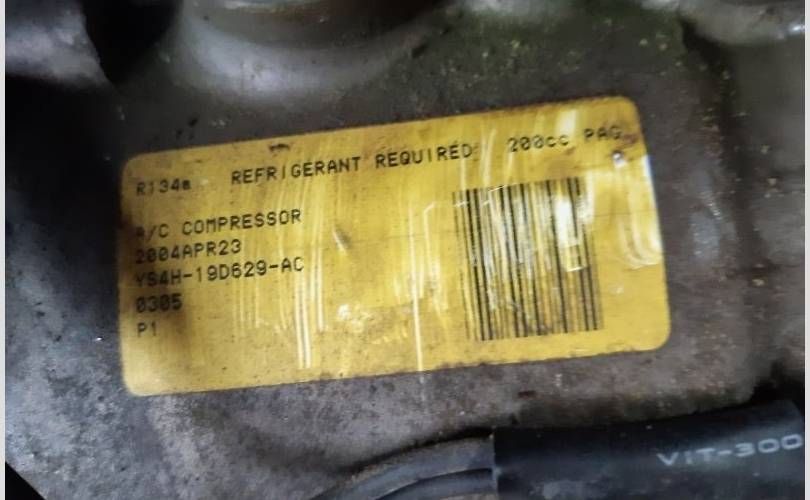 R134a REFRIGERANT REQUIRED 200cc PAG
A/C COMPRESSOR
2004APR23
YS4H-19D629-AC
0305
P1
VIT-300